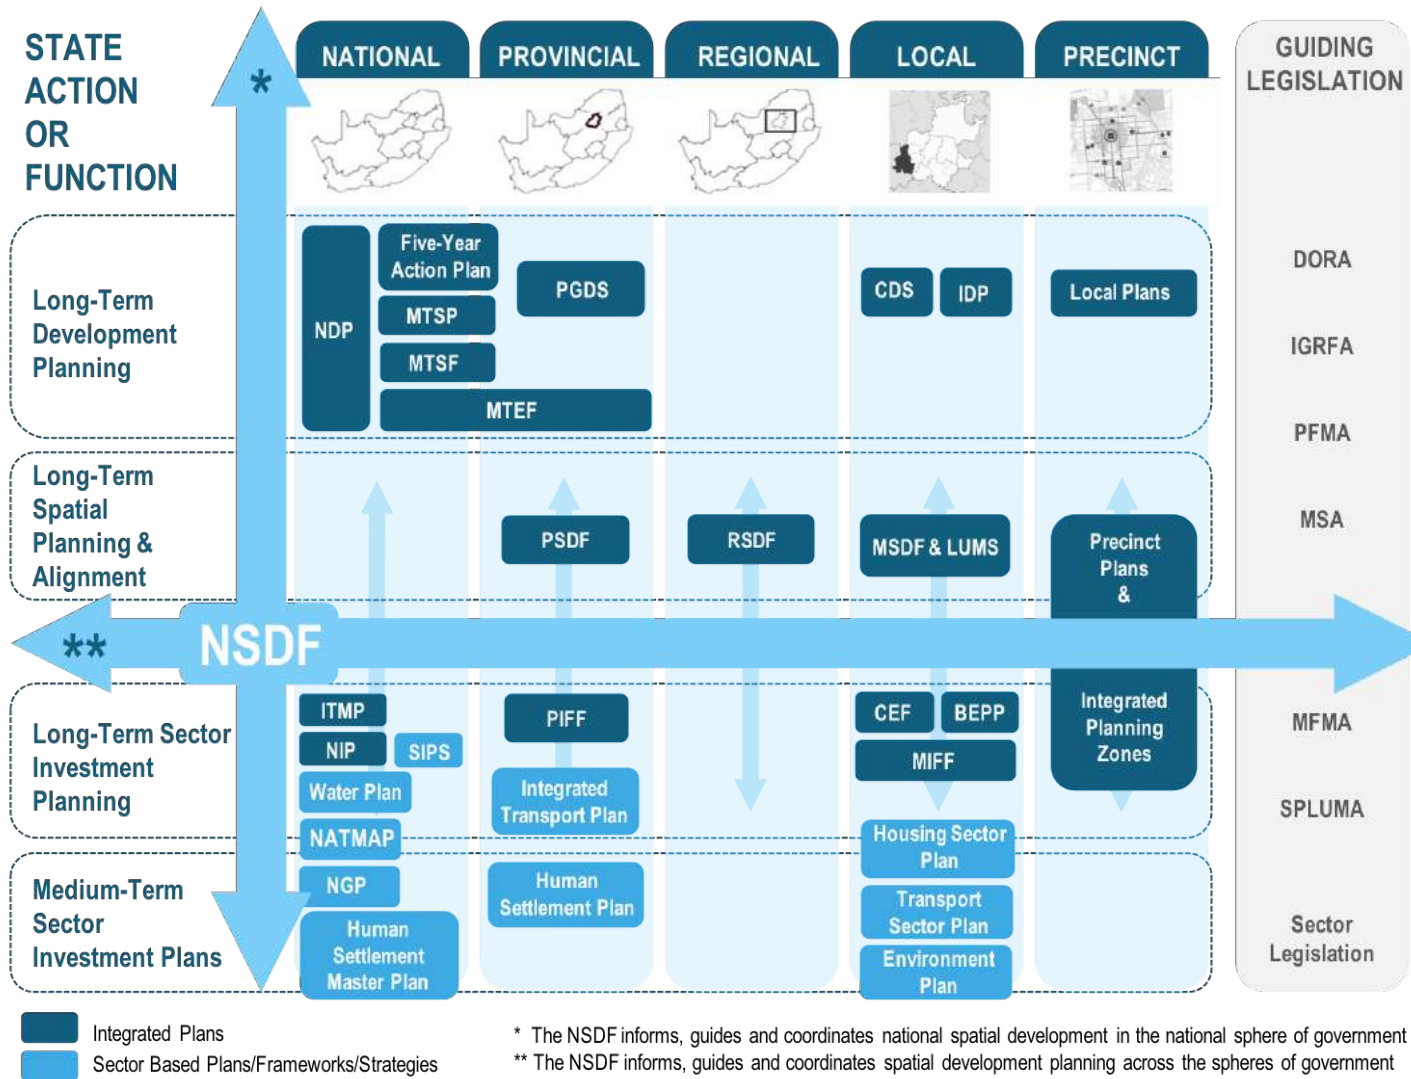 STATE
ACTION
OR
FUNCTION
*
NATIONAL
PROVINCIAL
REGIONAL
LOCAL
PRECINCT
GUIDING
LEGISLATION
Long-Term
Development
Planning
NDP
Five-Year
Action Plan
MTSP
MTSF
MTEF
PGDS
CDS
IDP
Local Plans
DORA
IGRFA
PFMA
MSA
Long-Term
Spatial
Planning &
Alignment
PSDF
RSDF
MSDF & LUMS
Precinct
Plans
&
Integrated
Planning
Zones
**
NSDF
Long-Term Sector
Investment
Planning
ITMP
NIP
SIPS
Water Plan
NATMAP
PIFF
Integrated
Transport Plan
CEF
BEPP
MIFF
Housing Sector
Plan
MFMA
SPLUMA
Medium-Term
Sector
Investment Plans
NGP
Human
Settlement
Master Plan
Human
Settlement Plan
Transport
Sector Plan
Environment
Plan
Sector
Legislation
Integrated Plans
Sector Based Plans/Frameworks/Strategies
* The NSDF informs, guides and coordinates national spatial development in the national sphere of government
** The NSDF informs, guides and coordinates spatial development planning across the spheres of government